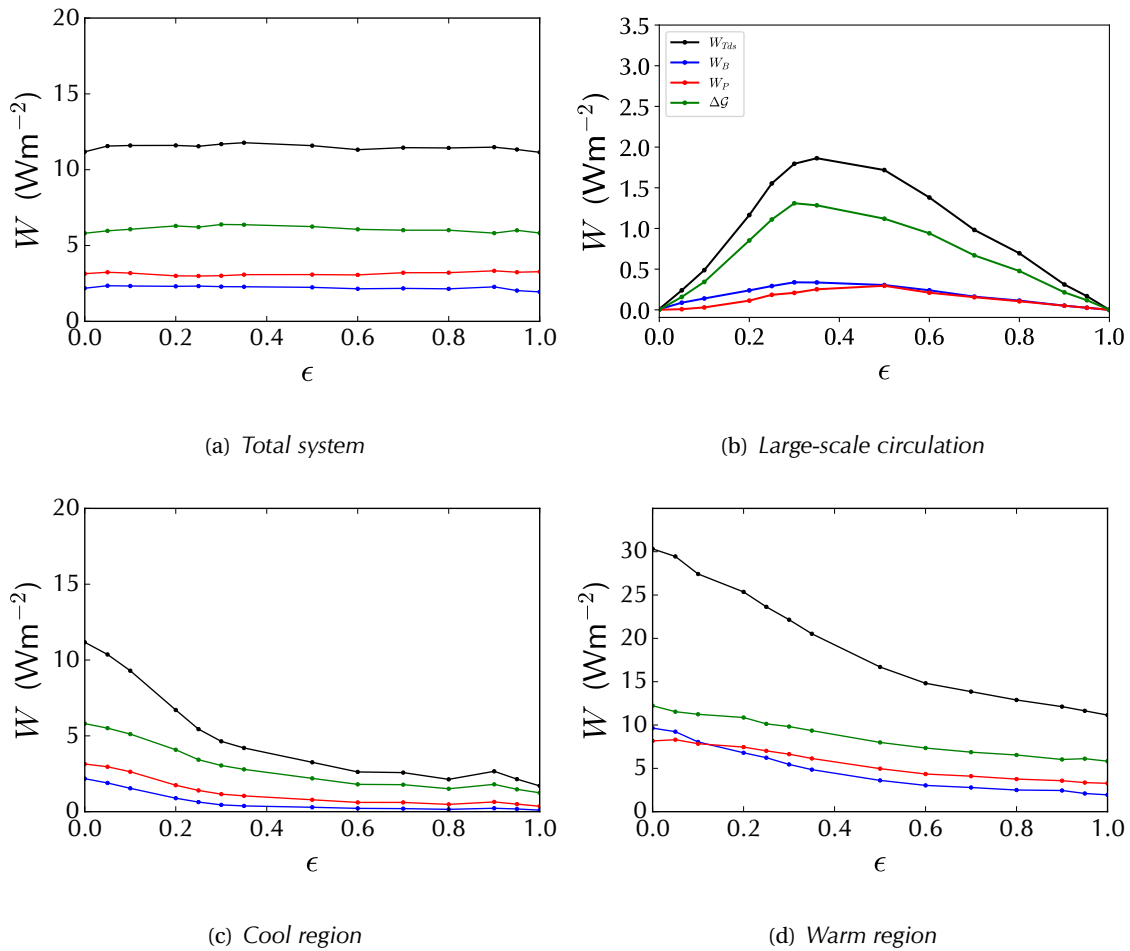 20
15
10
5
0
W (Wm⁻²)
0.0 0.2 0.4 0.6 0.8 1.0
ϵ
(a) Total system
3.5
3.0
2.5
2.0
1.5
1.0
0.5
0.0
W (Wm⁻²)
W_{Tds}
W_B
W_P
Δ𝒢
0.0 0.2 0.4 0.6 0.8 1.0
ϵ
(b) Large-scale circulation
20
15
10
5
0
W (Wm⁻²)
0.0 0.2 0.4 0.6 0.8 1.0
ϵ
(c) Cool region
30
25
20
15
10
5
0
W (Wm⁻²)
0.0 0.2 0.4 0.6 0.8 1.0
ϵ
(d) Warm region